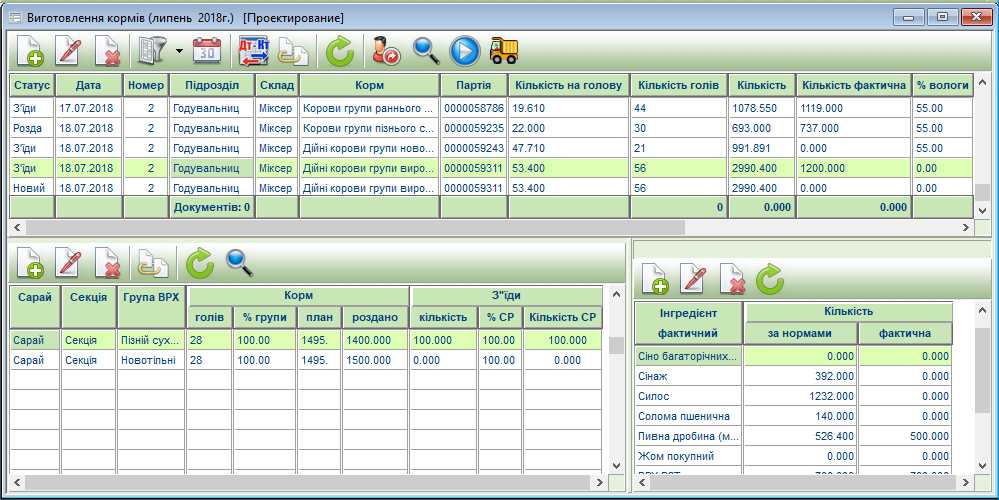 Виготовлення кормів (липень 2018г.) [Проектирование]
30 Дт-Кт
Статус Дата Номер Підрозділ Склад Корм Партія Кількість на голову Кількість голів Кількість Кількість фактична % вологи
З"їди 17.07.2018 2 Годувальниц Міксер Корови групи раннього ... 0000058786 19.610 44 1078.550 1119.000 55.00
Розда 18.07.2018 2 Годувальниц Міксер Корови групи пізнього с... 0000059235 22.000 30 693.000 737.000 55.00
З"їди 18.07.2018 2 Годувальниц Міксер Дійні корови групи ново... 0000059243 47.710 21 991.891 0.000 55.00
З"їди 18.07.2018 2 Годувальниц Міксер Дійні корови групи виро... 0000059311 53.400 56 2990.400 1200.000 0.00
Новий 18.07.2018 2 Годувальниц Міксер Дійні корови групи виро... 0000059311 53.400 56 2990.400 0.000 0.00
Документів: 0 0 0.000 0.000
Сарай Секція Група ВРХ Корм З"їди
голів % групи план роздано кількість % СР Кількість СР
Сарай Секція Пізній сух... 28 100.00 1495. 1400.000 100.000 100.00 100.000
Сарай Секція Новотільні 28 100.00 1495. 1500.000 0.000 100.00 0.000
Інгредієнт фактичний Кількість
за нормами фактична
Сіно багаторічних... 0.000 0.000
Сінаж 392.000 0.000
Силос 1232.000 0.000
Солома пшенична 140.000 0.000
Пивна дробина (м... 526.400 500.000
Жом покупний 0.000 0.000